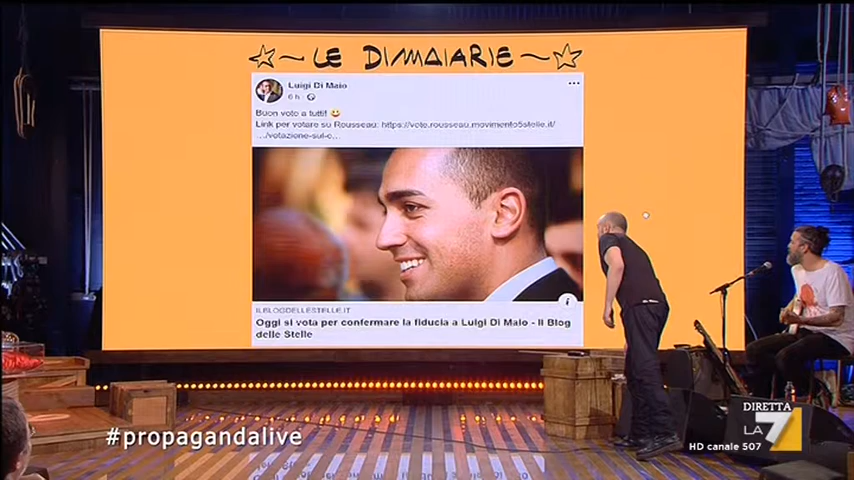 LE DIMAIARIE
Luigi Di Maio
6 h
Buon voto a tutti!
Link per votare su Rousseau: https://vote.rousseau.movimento5stelle.it/
.../votazione-sul-c...
ILBLOGDELLESTELLE.IT
Oggi si vota per confermare la fiducia a Luigi Di Maio - Il Blog
delle Stelle
#propagandalive
DIRETTA
LA 7
HD canale 507